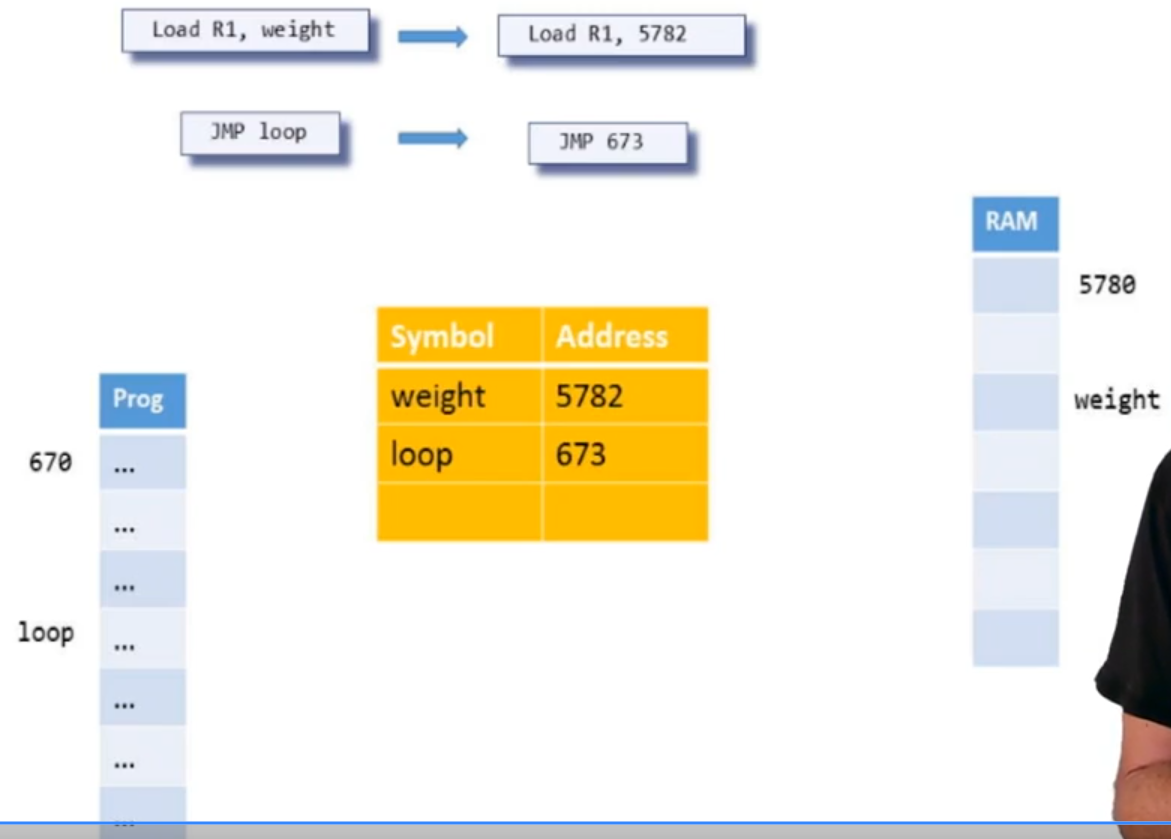 Load R1, weight
Load R1, 5782
JMP loop
JMP 673
RAM
5780
weight
Symbol Address
weight 5782
loop 673
Prog
670 ...
...
...
loop ...
...
...
...